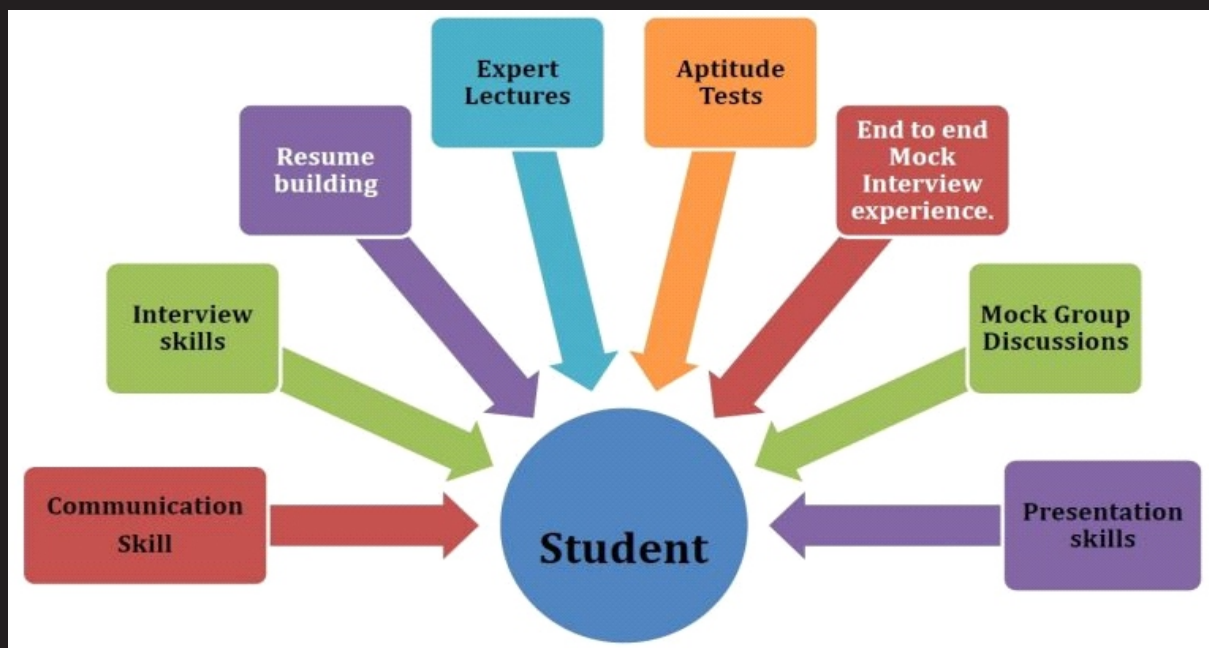 Expert
Lectures
Aptitude
Tests
Resume
building
End to end
Mock
Interview
experience.
Interview
skills
Mock Group
Discussions
Communication
Skill
Student
Presentation
skills